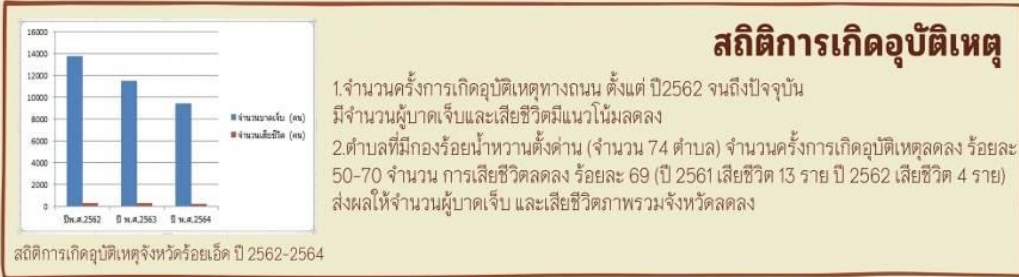 สถิติการเกิดอุบัติเหตุ
16000
14000
12000
10000
8000
6000
4000
2000
0
ปีพ.ศ.2562 ปี พ.ศ.2563 ปี พ.ศ.2564
จำนวนบาดเจ็บ (คน)
จำนวนเสียชีวิต (คน)
สถิติการเกิดอุบัติเหตุจังหวัดร้อยเอ็ด ปี 2562-2564
1.จำนวนครั้งการเกิดอุบัติเหตุทางถนน ตั้งแต่ ปี2562 จนถึงปัจจุบัน
มีจำนวนผู้บาดเจ็บและเสียชีวิตมีแนวโน้มลดลง
2.ตำบลที่มีกองร้อยน้ำหวานตั้งด่าน (จำนวน 74 ตำบล) จำนวนครั้งการเกิดอุบัติเหตุลดลง ร้อยละ
50-70 จำนวน การเสียชีวิตลดลง ร้อยละ 69 (ปี 2561 เสียชีวิต 13 ราย ปี 2562 เสียชีวิต 4 ราย)
ส่งผลให้จำนวนผู้บาดเจ็บ และเสียชีวิตภาพรวมจังหวัดลดลง